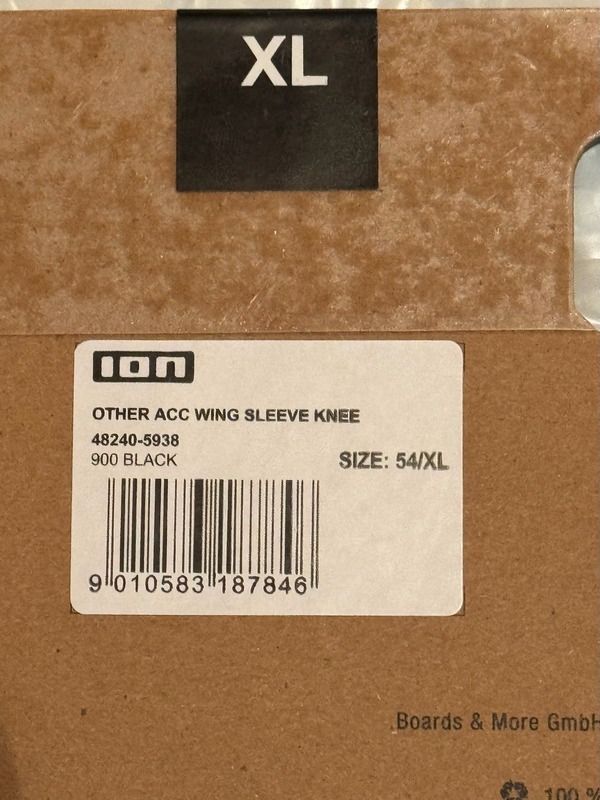 XL
ion
OTHER ACC WING SLEEVE KNEE
48240-5938
900 BLACK
SIZE: 54/XL
9 010583 187846
Boards & More GmbH
100 %